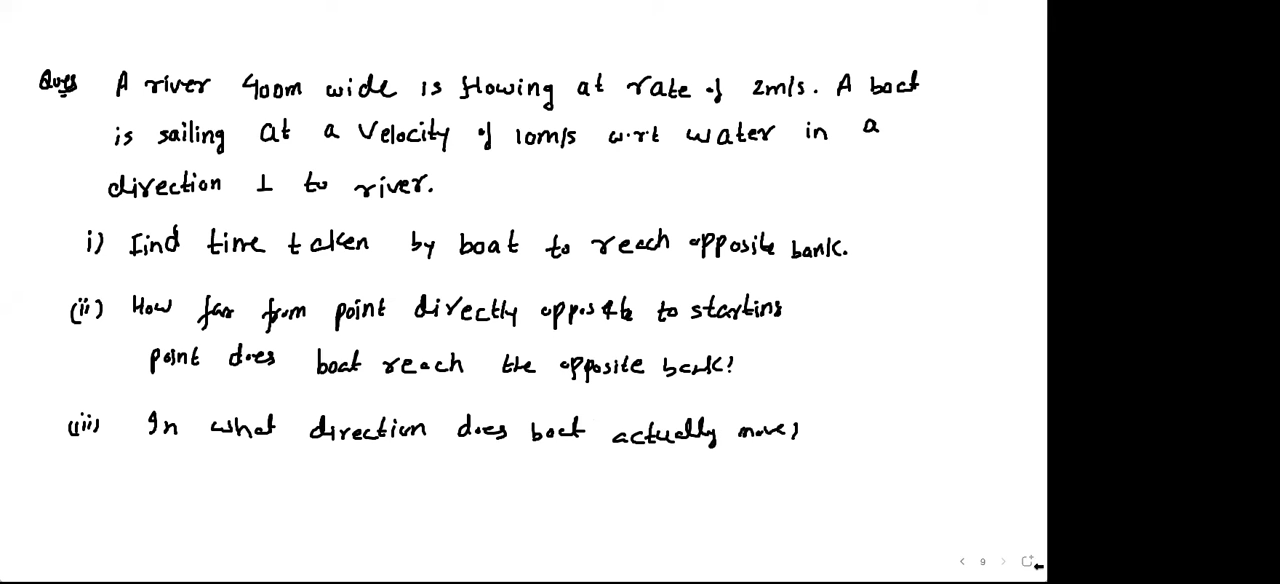 Ques A river 400m wide is flowing at rate of 2m/s. A boat
is sailing at a velocity of 10m/s w.r.t water in a
direction ⊥ to river.
i) Find time taken by boat to reach opposite bank.
(ii) How far from point directly opposite to starting
point does boat reach the opposite bank?
(iii) In what direction does boat actually move?
9